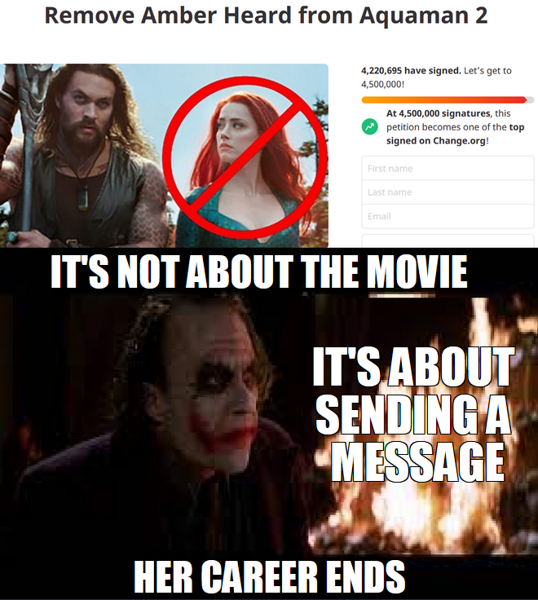 Remove Amber Heard from Aquaman 2
4,220,695 have signed. Let's get to
4,500,000!
At 4,500,000 signatures, this
petition becomes one of the top
signed on Change.org!
First name
Last name
Email
IT'S NOT ABOUT THE MOVIE
IT'S ABOUT
SENDING A
MESSAGE
HER CAREER ENDS